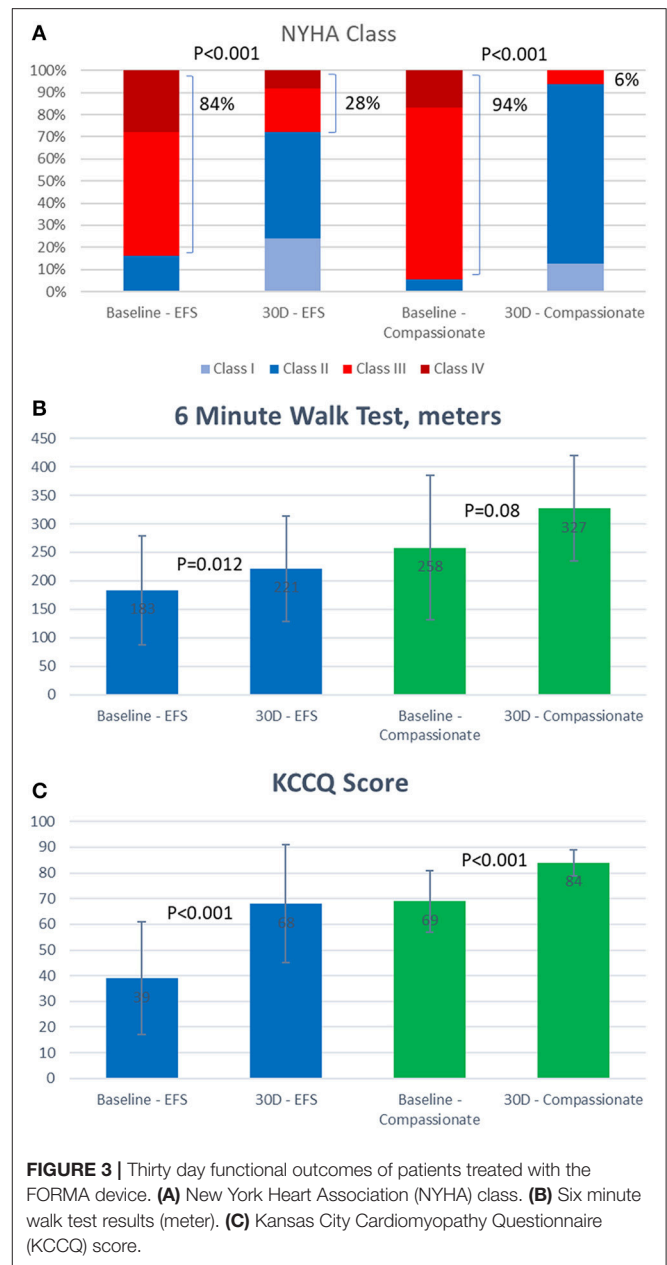 A
NYHA Class
P<0.001
P<0.001
100%
90%
80%
70%
60%
50%
40%
30%
20%
10%
0%
84%
28%
94%
6%
Baseline - EFS
30D - EFS
Baseline -
Compassionate
30D - Compassionate
Class I
Class II
Class III
Class IV
B
6 Minute Walk Test, meters
450
400
350
300
250
200
150
100
50
0
P=0.012
P=0.08
183
221
258
327
Baseline - EFS
30D - EFS
Baseline -
Compassionate
30D - Compassionate
C
KCCQ Score
100
90
80
70
60
50
40
30
20
10
0
P<0.001
P<0.001
39
68
69
84
Baseline - EFS
30D - EFS
Baseline -
Compassionate
30D - Compassionate
FIGURE 3 | Thirty day functional outcomes of patients treated with the
FORMA device. (A) New York Heart Association (NYHA) class. (B) Six minute
walk test results (meter). (C) Kansas City Cardiomyopathy Questionnaire
(KCCQ) score.